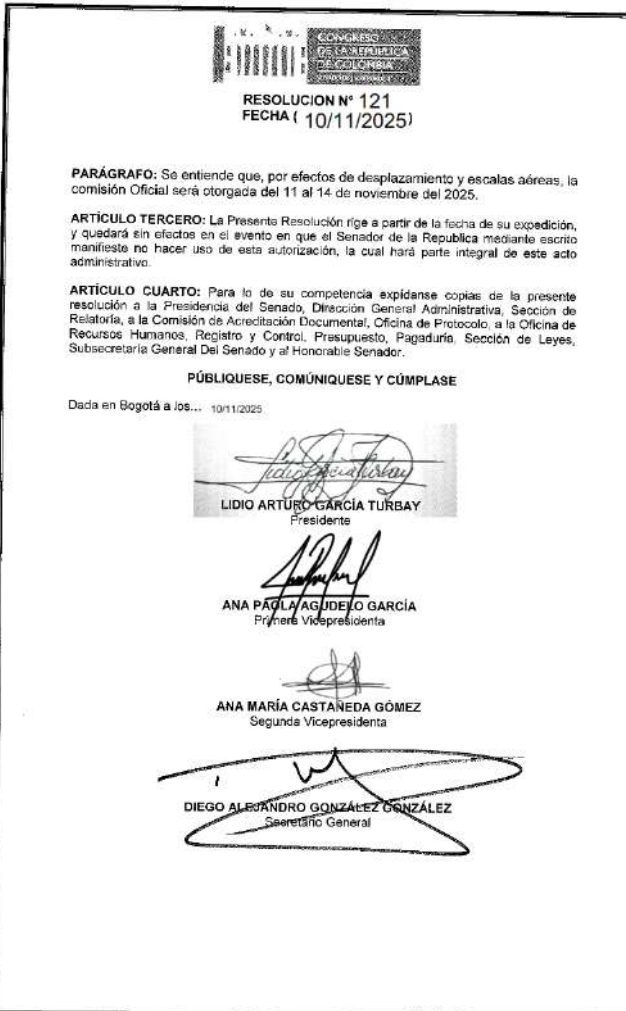 CONGRESO
DE LA REPÚBLICA
DE COLOMBIA
RESOLUCION N° 121
FECHA ( 10/11/2025)
PARÁGRAFO: Se entiende que, por efectos de desplazamiento y escalas aéreas, la
comisión Oficial será otorgada del 11 al 14 de noviembre del 2025.
ARTÍCULO TERCERO: La Presente Resolución rige a partir de la fecha de su expedición,
y quedará sin efectos en el evento en que el Senador de la Republica mediante escrito
manifieste no hacer uso de esta autorización, la cual hará parte integral de este acto
administrativo.
ARTÍCULO CUARTO: Para lo de su competencia expídanse copias de la presente
resolución a la Presidencia del Senado, Dirección General Administrativa, Sección de
Relatoría, a la Comisión de Acreditación Documental, Oficina de Protocolo, a la Oficina de
Recursos Humanos, Registro y Control, Presupuesto, Pagaduría, Sección de Leyes,
Subsecretaría General Del Senado y al Honorable Senador.
PÚBLIQUESE, COMÚNIQUESE Y CÚMPLASE
Dada en Bogotá a los... 10/11/2025
LIDIO ARTURO GARCÍA TURBAY
Presidente
ANA PAOLA AGUDELO GARCÍA
Primera Vicepresidenta
ANA MARÍA CASTAÑEDA GÓMEZ
Segunda Vicepresidenta
DIEGO ALEJANDRO GONZÁLEZ GONZÁLEZ
Secretario General